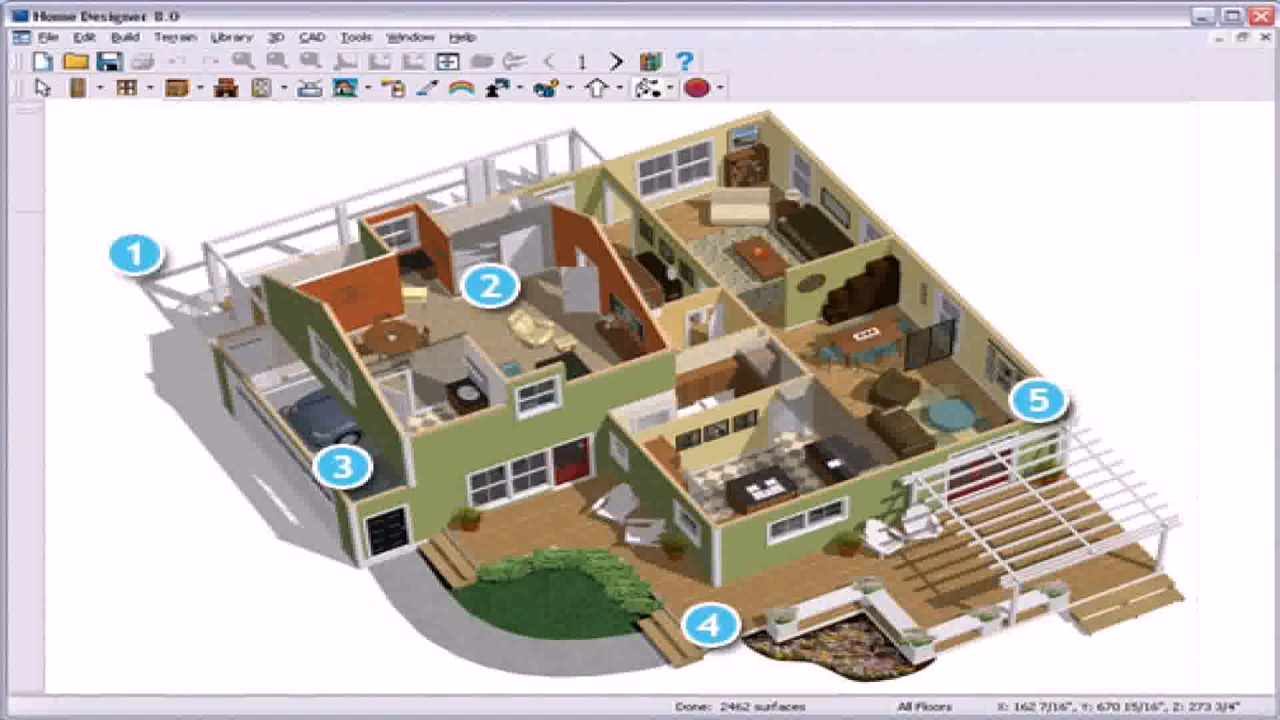 Home Designer 8.0
File Edit Build Terrain Library 3D CAD Tools Window Help
1
1
2
3
4
5
Done: 2462 surfaces All Floors X: 162 7/16", Y: 670 15/16", Z: 273 3/4"